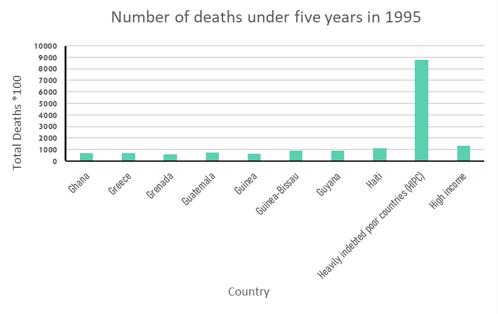 Number of deaths under five years in 1995
Total Deaths *100
10000
9000
8000
7000
6000
5000
4000
3000
2000
1000
0
Ghana
Greece
Grenada
Guatemala
Guinea
Guinea-Bissau
Guyana
Haiti
Heavily indebted poor countries (HIPC)
High income
Country